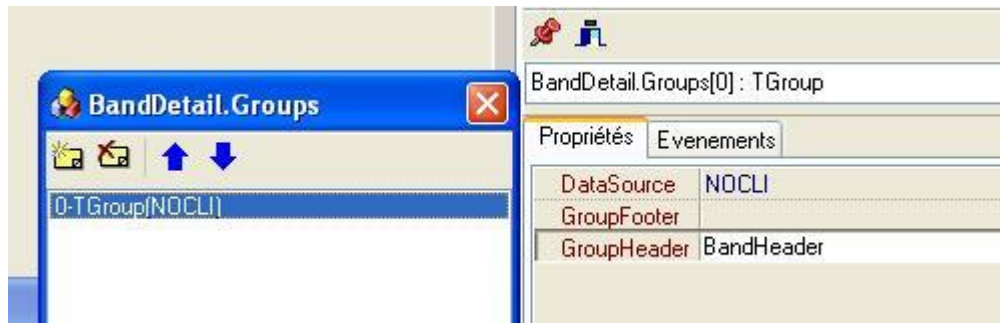 BandDetail.Groups
0-TGroup(NOCLI)
BandDetail.Groups[0] : TGroup
Propriétés Evenements
DataSource NOCLI
GroupFooter
GroupHeader BandHeader